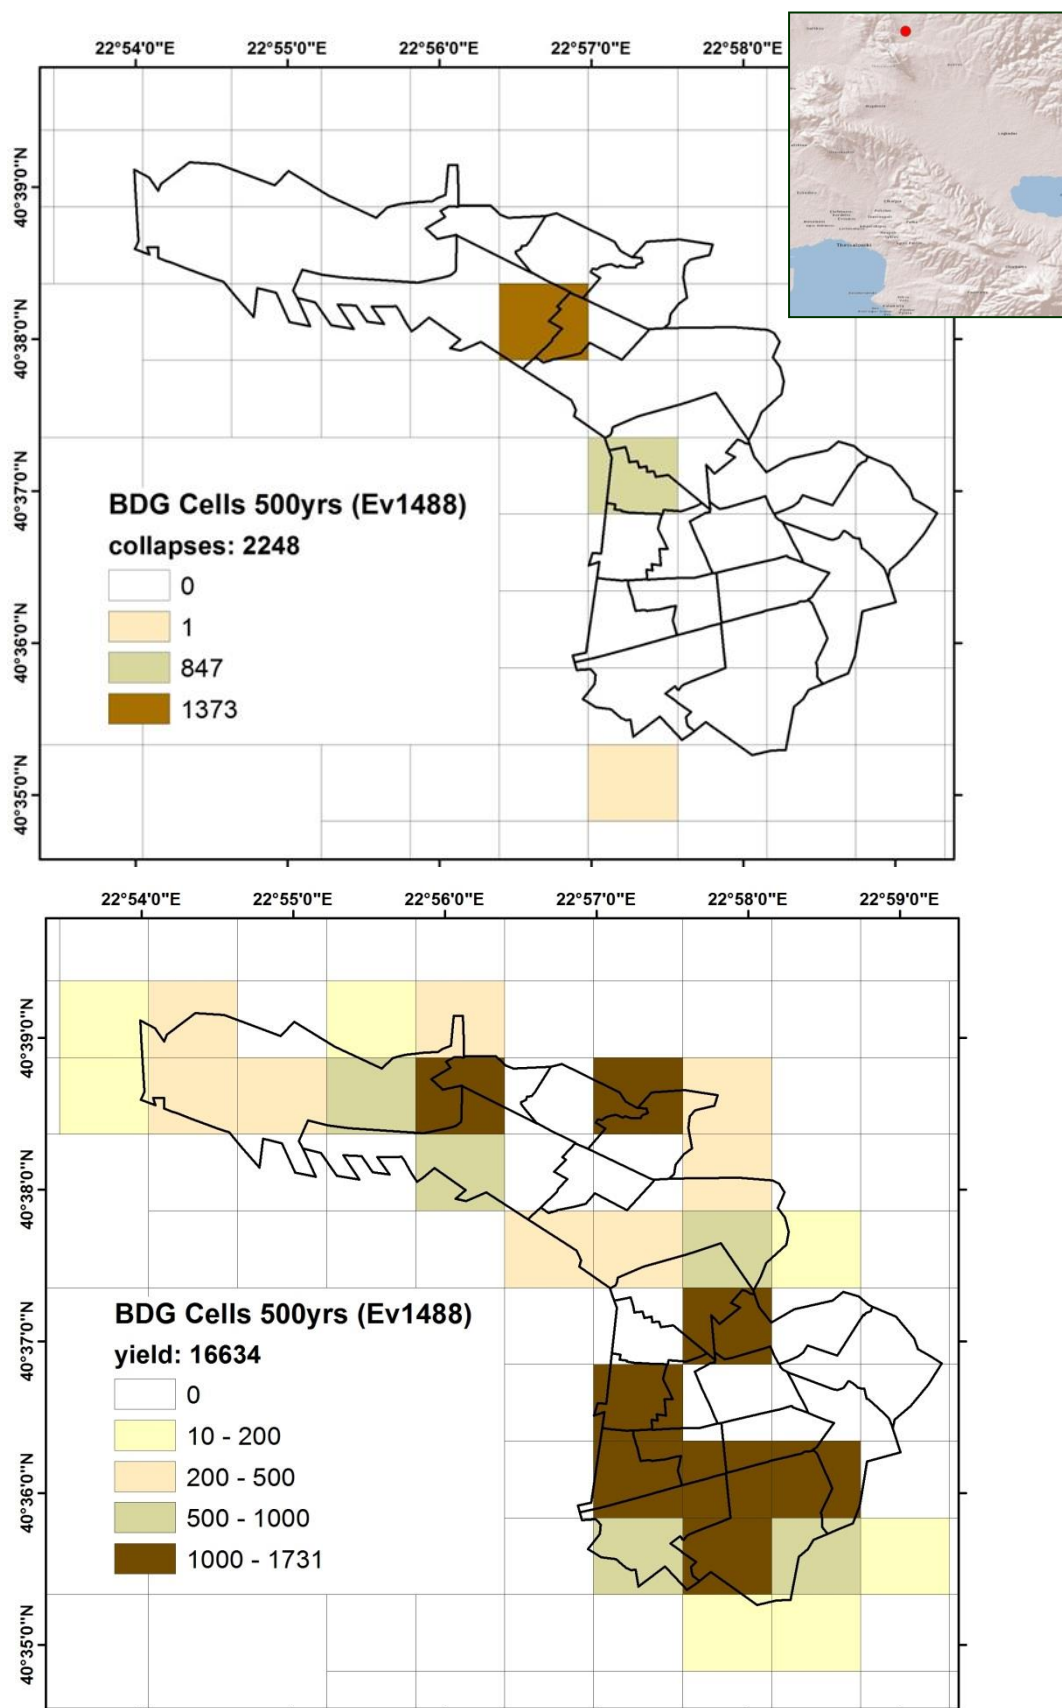 22°54'0"E 22°55'0"E 22°56'0"E 22°57'0"E 22°58'0"E
40°39'0"N
40°38'0"N
40°37'0"N
40°36'0"N
40°35'0"N
BDG Cells 500yrs (Ev1488)
collapses: 2248
0
1
847
1373
Thessaloniki
22°54'0"E 22°55'0"E 22°56'0"E 22°57'0"E 22°58'0"E 22°59'0"E
40°39'0"N
40°38'0"N
40°37'0"N
40°36'0"N
40°35'0"N
BDG Cells 500yrs (Ev1488)
yield: 16634
0
10 - 200
200 - 500
500 - 1000
1000 - 1731